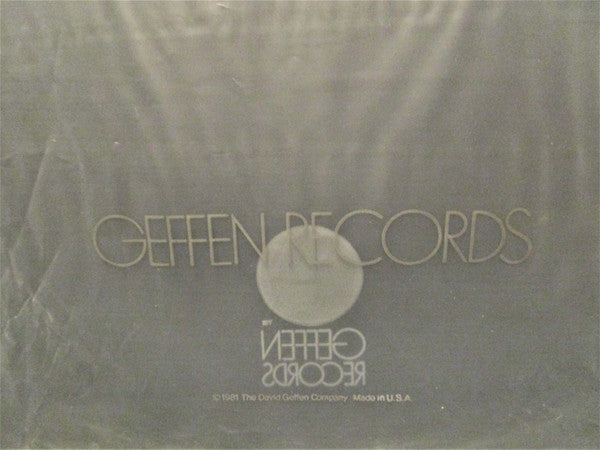 GEFFEN RECORDS
GEFFEN
RECORDS
© 1981 The David Geffen Company Made in U.S.A.